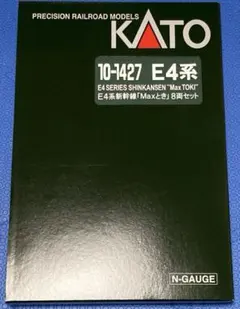 PRECISION RAILROAD MODELS
KATO
10-1427 E4系
E4 SERIES SHINKANSEN "Max TOKI"
E4系新幹線「Maxとき」8両セット
N-GAUGE